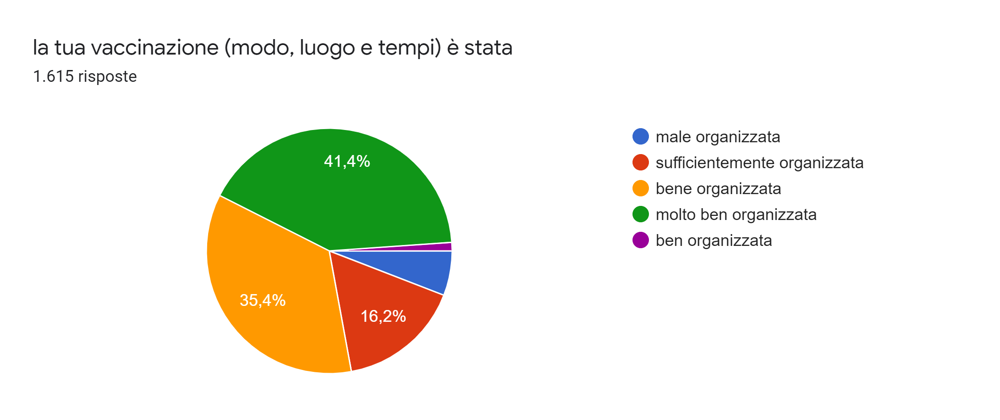 la tua vaccinazione (modo, luogo e tempi) è stata
1.615 risposte
41,4%
35,4%
16,2%
male organizzata
sufficientemente organizzata
bene organizzata
molto ben organizzata
ben organizzata